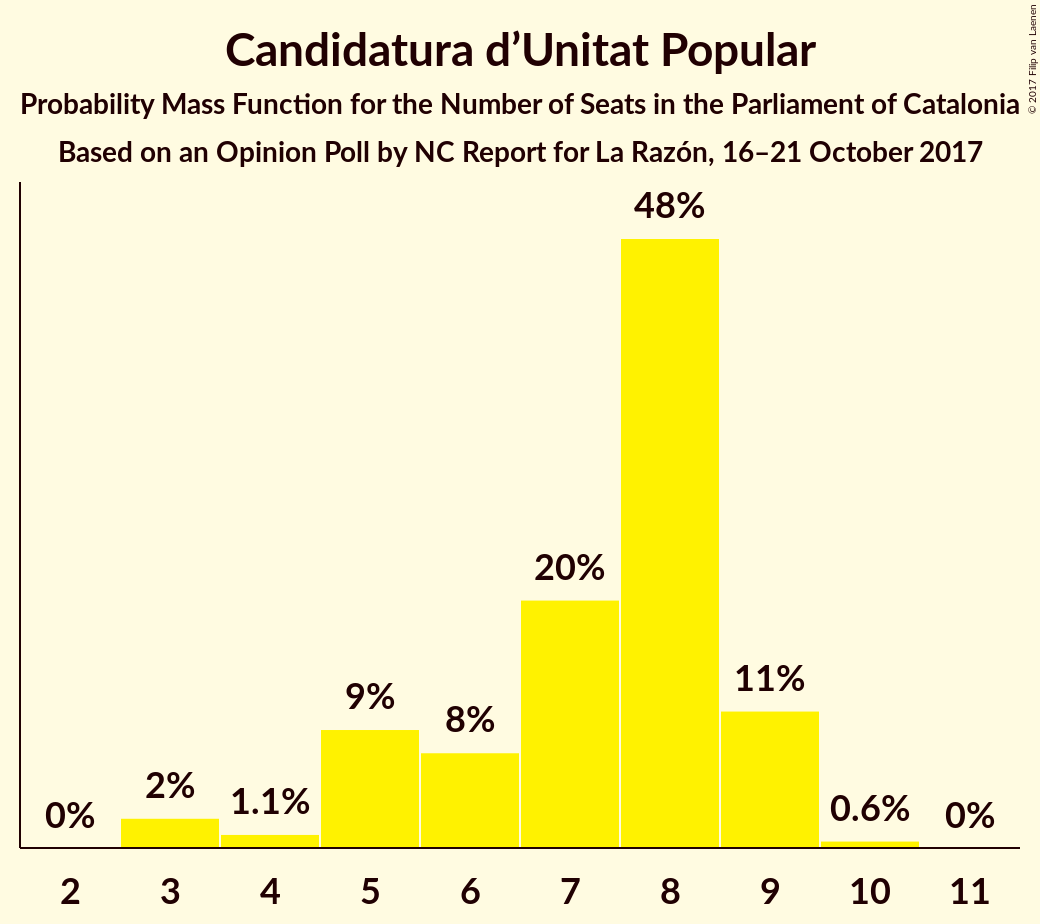 Candidatura d’Unitat Popular
Probability Mass Function for the Number of Seats in the Parliament of Catalonia
Based on an Opinion Poll by NC Report for La Razón, 16–21 October 2017
© 2017 Filip van Laenen
48%
20%
11%
9%
8%
2%
1.1%
0.6%
0%
0%
2 3 4 5 6 7 8 9 10 11